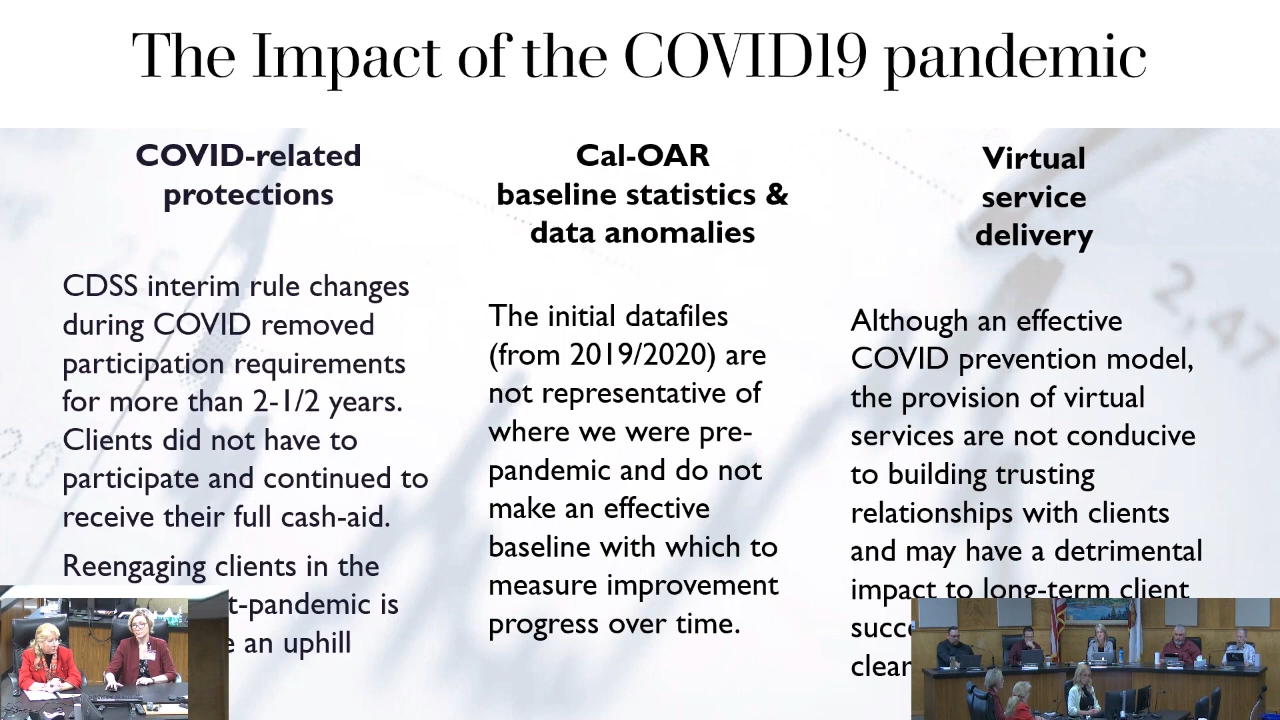 The Impact of the COVID19 pandemic
COVID-related
protections
CDSS interim rule changes
during COVID removed
participation requirements
for more than 2-1/2 years.
Clients did not have to
participate and continued to
receive their full cash-aid.
Reengaging clients in the
t-pandemic is
e an uphill
Cal-OAR
baseline statistics &
data anomalies
The initial datafiles
(from 2019/2020) are
not representative of
where we were pre-
pandemic and do not
make an effective
baseline with which to
measure improvement
progress over time.
Virtual
service
delivery
Although an effective
COVID prevention model,
the provision of virtual
services are not conducive
to building trusting
relationships with clients
and may have a detrimental
impact to long-term client
succ
clear
2,47